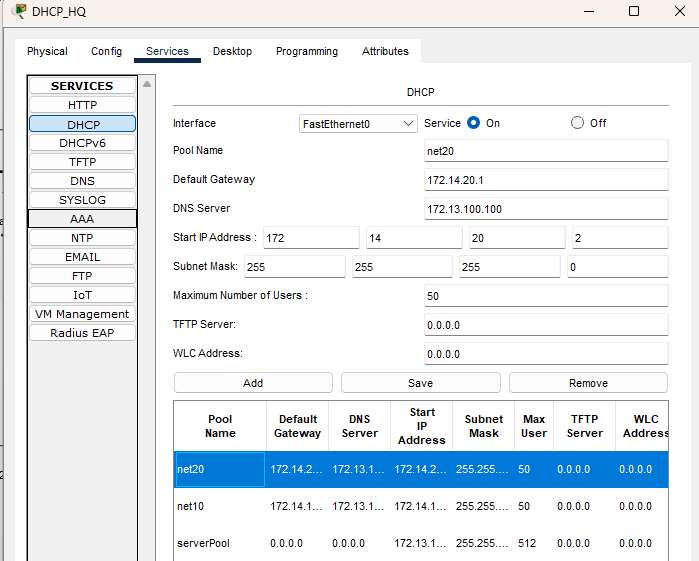 DHCP_HQ
Physical Config Services Desktop Programming Attributes
SERVICES
HTTP
DHCP
DHCPv6
TFTP
DNS
SYSLOG
AAA
NTP
EMAIL
FTP
IoT
VM Management
Radius EAP
DHCP
Interface FastEthernet0 Service On Off
Pool Name net20
Default Gateway 172.14.20.1
DNS Server 172.13.100.100
Start IP Address : 172 14 20 2
Subnet Mask: 255 255 255 0
Maximum Number of Users : 50
TFTP Server: 0.0.0.0
WLC Address: 0.0.0.0
Add Save Remove
Pool Name Default Gateway DNS Server Start IP Address Subnet Mask Max User TFTP Server WLC Address
net20 172.14.2... 172.13.1... 172.14.2... 255.255.... 50 0.0.0.0 0.0.0.0
net10 172.14.1... 172.13.1... 172.14.1... 255.255.... 50 0.0.0.0 0.0.0.0
serverPool 0.0.0.0 0.0.0.0 172.13.1... 255.255.... 512 0.0.0.0 0.0.0.0